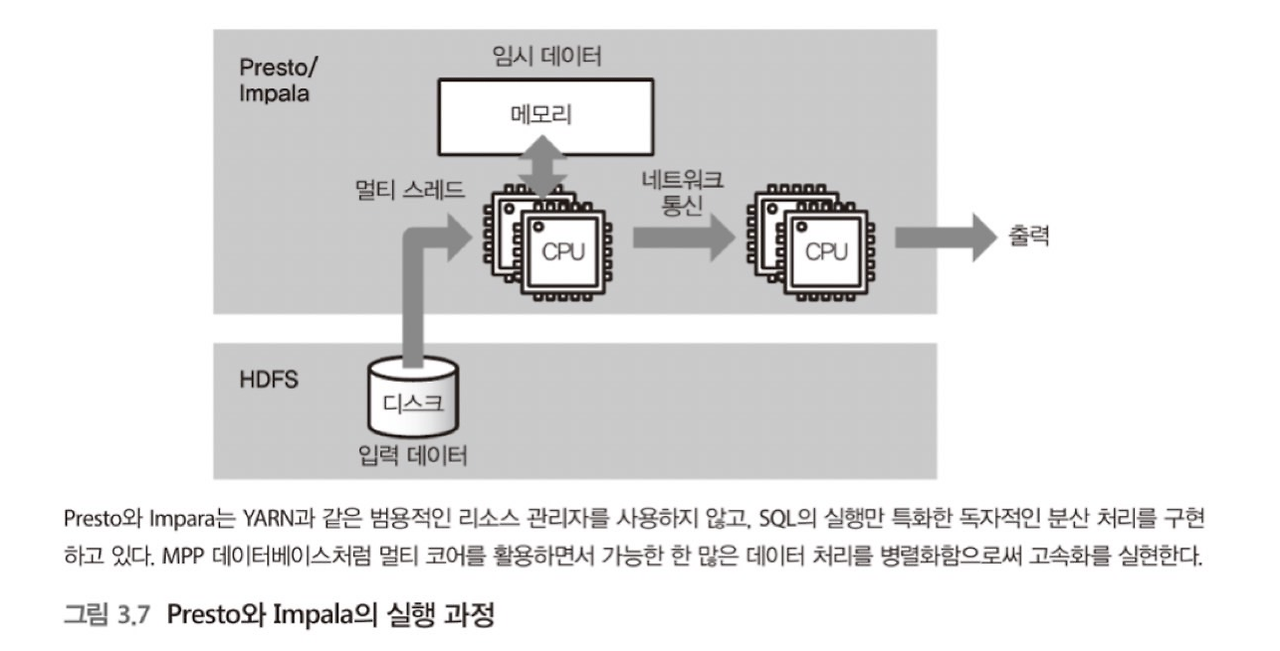 Presto/
Impala
임시 데이터
메모리
멀티 스레드
네트워크
통신
CPU
CPU
출력
HDFS
디스크
입력 데이터
Presto와 Impara는 YARN과 같은 범용적인 리소스 관리자를 사용하지 않고, SQL의 실행만 특화한 독자적인 분산 처리를 구현
하고 있다. MPP 데이터베이스처럼 멀티 코어를 활용하면서 가능한 한 많은 데이터 처리를 병렬화함으로써 고속화를 실현한다.
그림 3.7 Presto와 Impala의 실행 과정